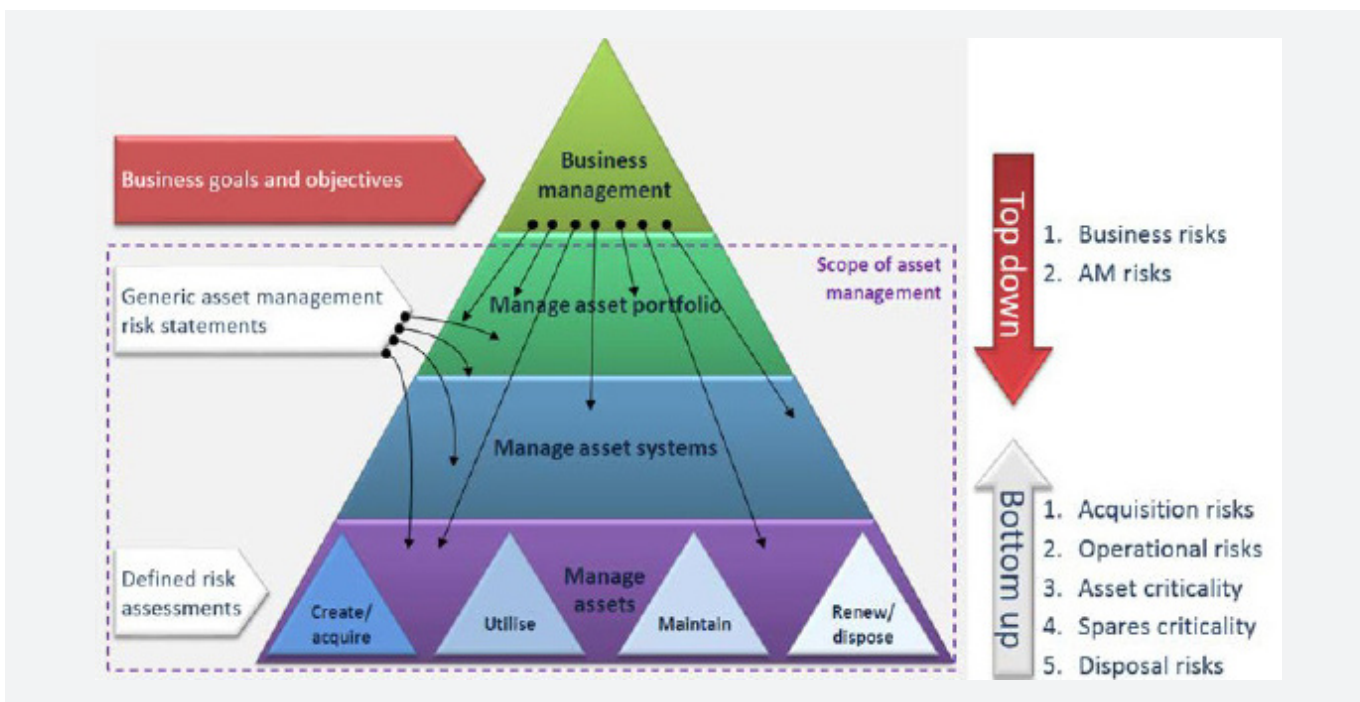 Business
management
Business goals and objectives
Scope of asset
management
Generic asset management
risk statements
Manage asset portfolio
Manage asset systems
Defined risk
assessments
Manage
assets
Create/
acquire
Utilise
Maintain
Renew/
dispose
Top down
1. Business risks
2. AM risks
Bottom up
1. Acquisition risks
2. Operational risks
3. Asset criticality
4. Spares criticality
5. Disposal risks